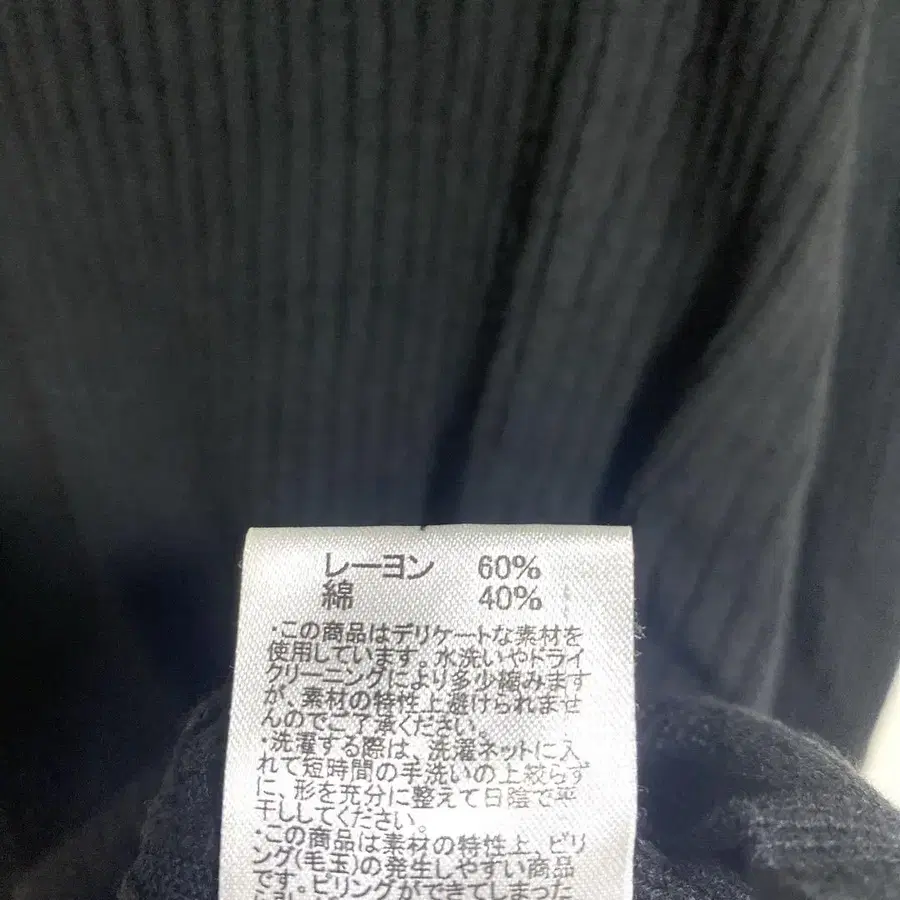 レーヨン 60%
綿 40%
・この商品はデリケートな素材を
使用しています。水洗いやドライ
クリーニングにより多少縮みます
が、素材の特性上避けられませ
んのでご了承ください。
・洗濯する際は、洗濯ネットに入
れて短時間の手洗いの上絞らず
に、形を充分に整えて日陰で平
干ししてください。
・この商品は素材の特性上、ピリ
ング(毛玉)の発生しやすい商品
です。ピリングができてしまった